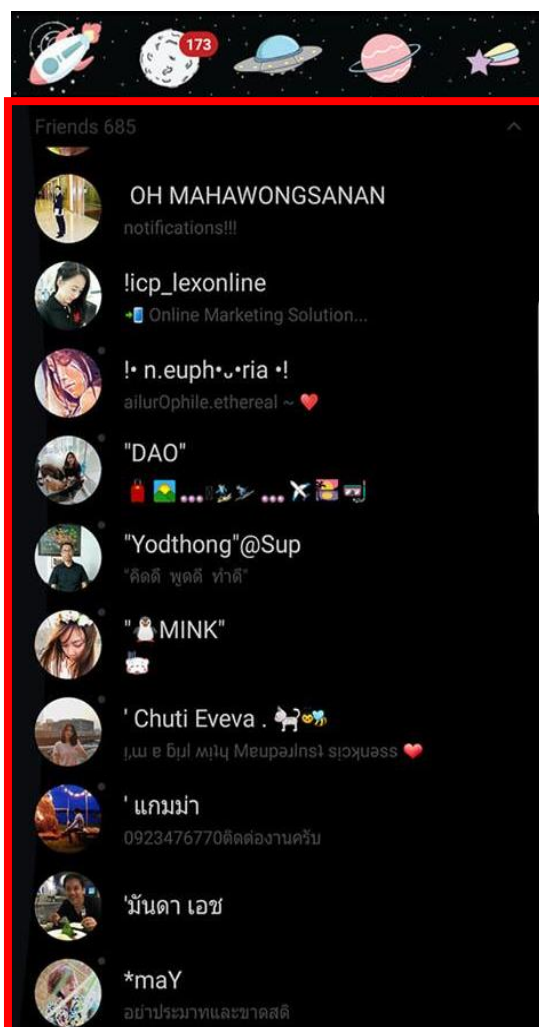 173
Friends 685
OH MAHAWONGSANAN
notifications!!!
!icp_lexonline
📲 Online Marketing Solution...
!• n.euph•ᴗ•ria •!
ailurOphile.ethereal ~ ❤️
"DAO"
"Yodthong"@Sup
"คิดดี พูดดี ทำดี"
"🐧MINK"
' Chuti Eveva .
' แกมม่า
0923476770ติดต่องานครับ
'มันดา เอช
*maY
อย่าประมาทและขาดสติ